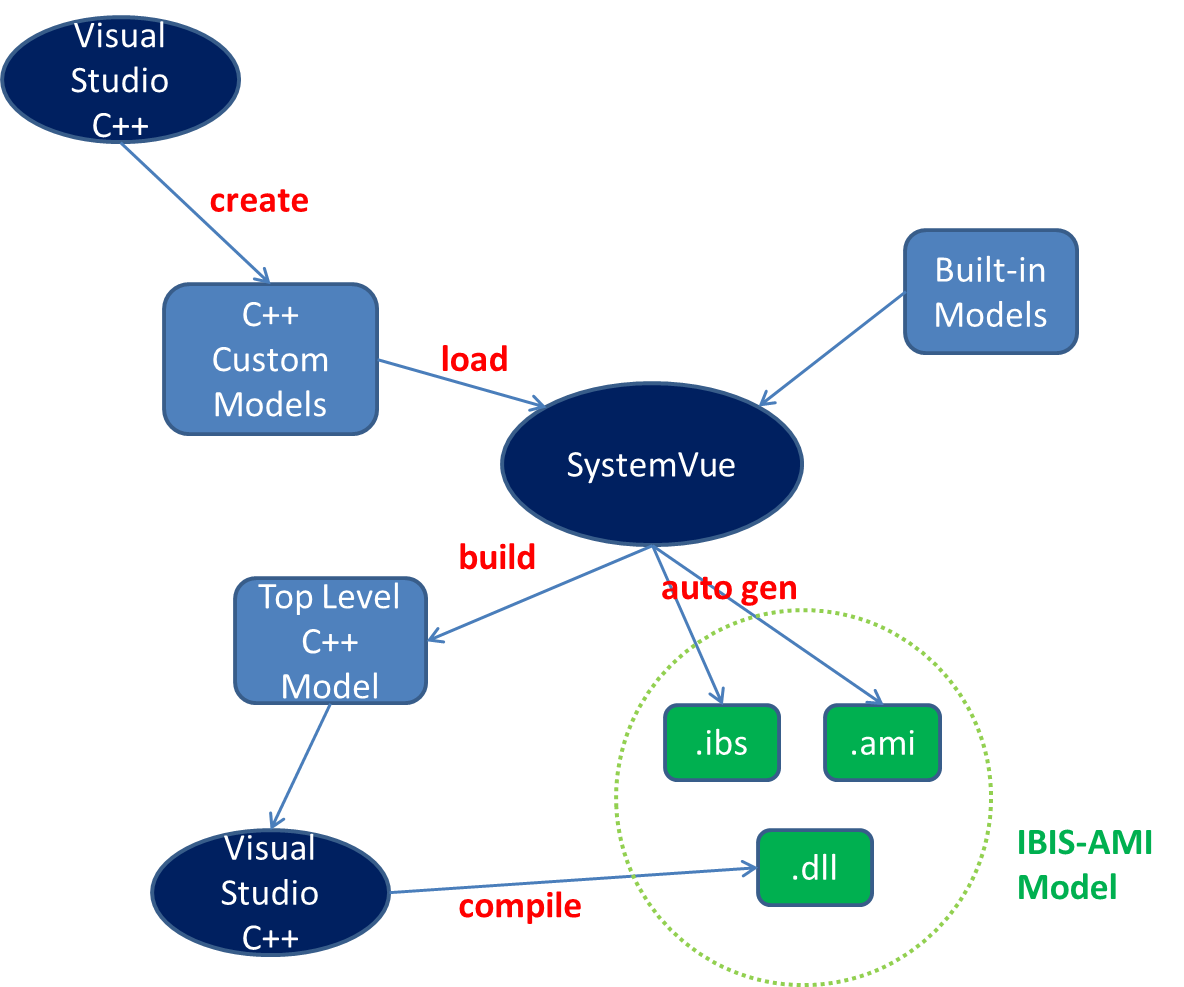 Visual
Studio
C++
create
C++
Custom
Models
load
Built-in
Models
SystemVue
build
auto gen
Top Level
C++
Model
.ibs
.ami
Visual
Studio
C++
compile
.dll
IBIS-AMI
Model